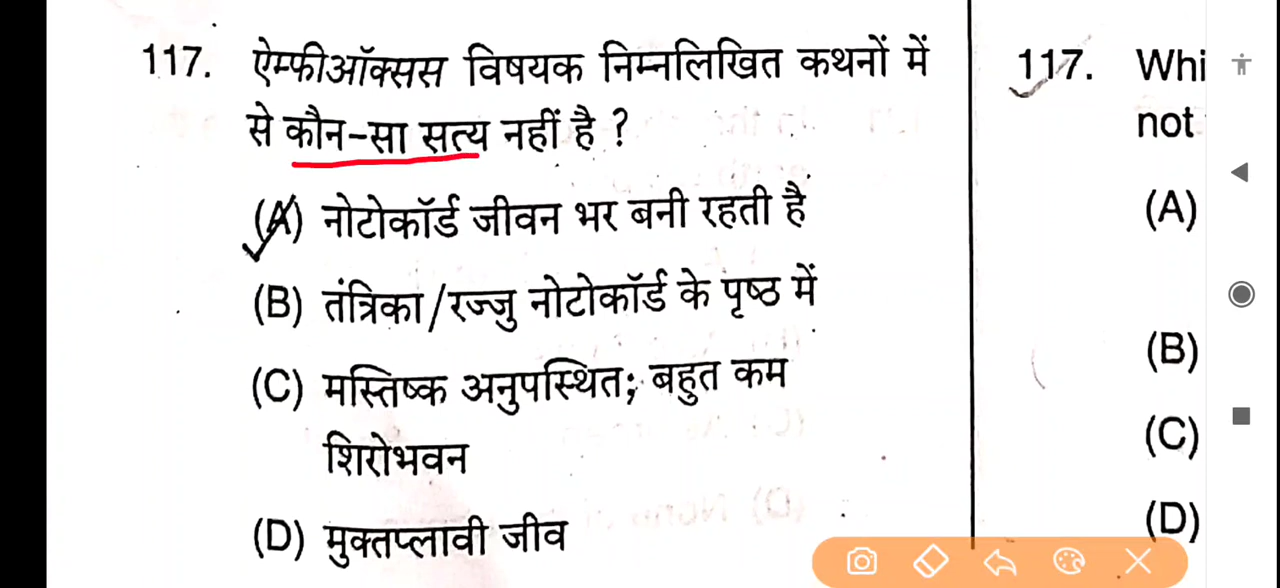 117. ऐम्फीऑक्सस विषयक निम्नलिखित कथनों में
से कौन-सा सत्य नहीं है ?
(A) नोटोकॉर्ड जीवन भर बनी रहती है
(B) तंत्रिका/रज्जु नोटोकॉर्ड के पृष्ठ में
(C) मस्तिष्क अनुपस्थित; बहुत कम
शिरोभवन
(D) मुक्तप्लावी जीव
117. Whi
not
(A)
(B)
(C)
(D)